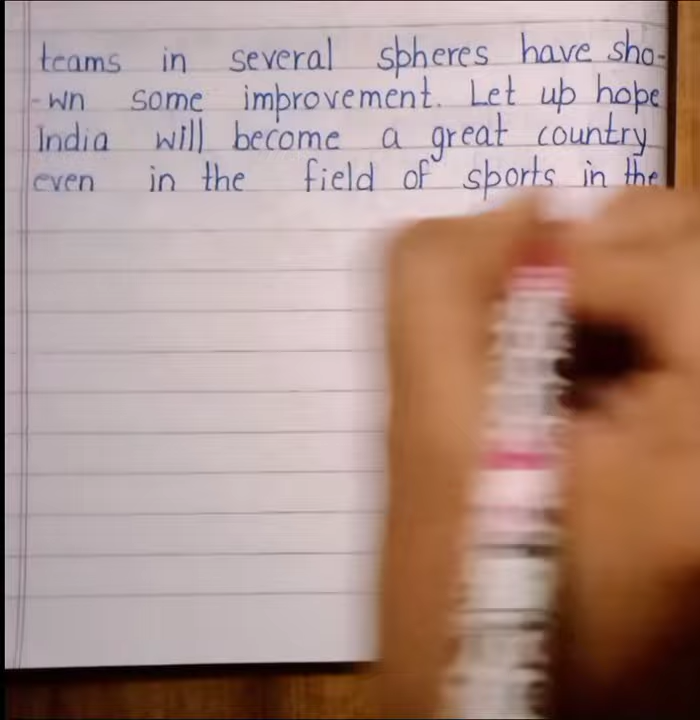 teams in several spheres have sho-
-wn some improvement. Let up hope
India will become a great country
even in the field of sports in the